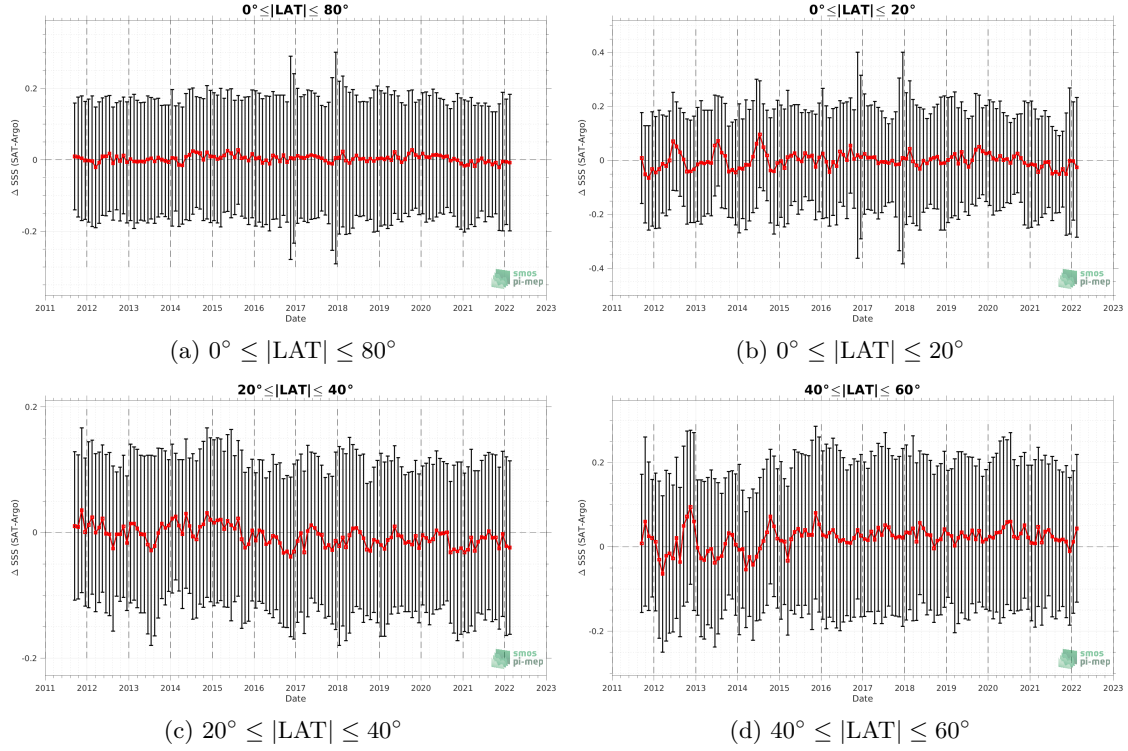 0°≤|LAT|≤ 80°
Δ SSS (SAT-Argo)
0.2
0
-0.2
2011 2012 2013 2014 2015 2016 2017 2018 2019 2020 2021 2022 2023
Date
smos
pi-mep
(a) 0° ≤ |LAT| ≤ 80°
0°≤|LAT|≤ 20°
Δ SSS (SAT-Argo)
0.4
0.2
0
-0.2
-0.4
2011 2012 2013 2014 2015 2016 2017 2018 2019 2020 2021 2022 2023
Date
smos
pi-mep
(b) 0° ≤ |LAT| ≤ 20°
20°≤|LAT|≤ 40°
Δ SSS (SAT-Argo)
0.2
0.1
0
-0.1
-0.2
2011 2012 2013 2014 2015 2016 2017 2018 2019 2020 2021 2022 2023
Date
smos
pi-mep
(c) 20° ≤ |LAT| ≤ 40°
40°≤|LAT|≤ 60°
Δ SSS (SAT-Argo)
0.2
0
-0.2
2011 2012 2013 2014 2015 2016 2017 2018 2019 2020 2021 2022 2023
Date
smos
pi-mep
(d) 40° ≤ |LAT| ≤ 60°